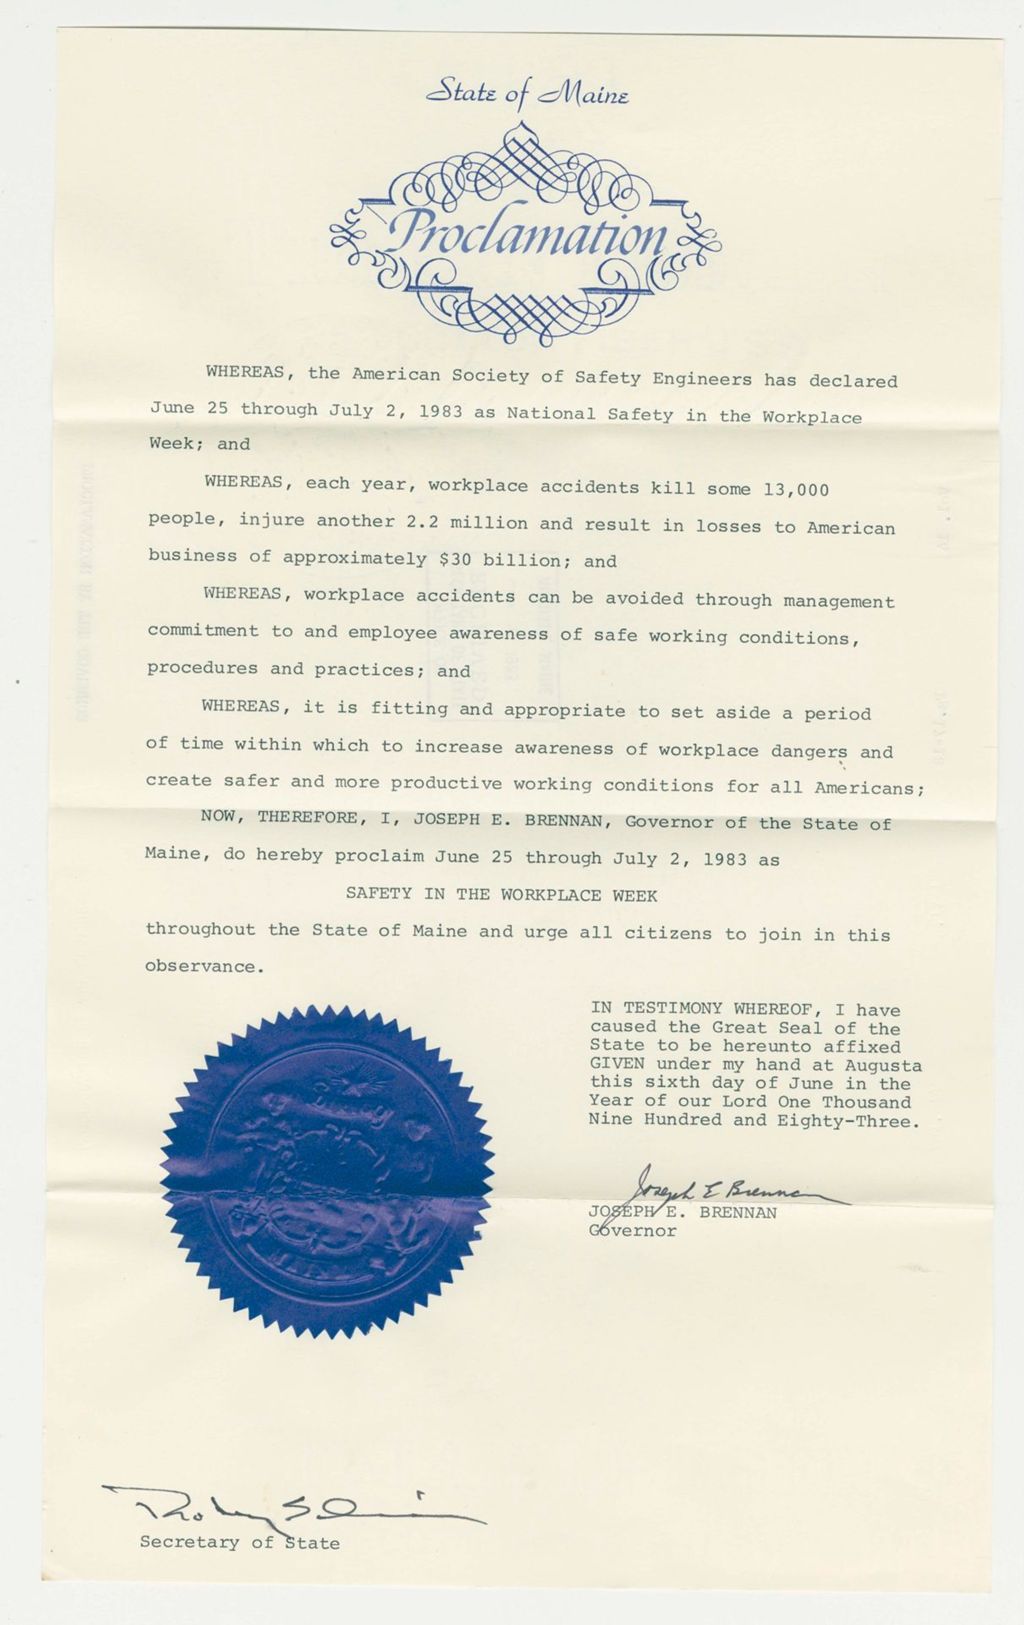 State of Maine
Proclamation
WHEREAS, the American Society of Safety Engineers has declared
June 25 through July 2, 1983 as National Safety in the Workplace
Week; and
WHEREAS, each year, workplace accidents kill some 13,000
people, injure another 2.2 million and result in losses to American
business of approximately $30 billion; and
WHEREAS, workplace accidents can be avoided through management
commitment to and employee awareness of safe working conditions,
procedures and practices; and
WHEREAS, it is fitting and appropriate to set aside a period
of time within which to increase awareness of workplace dangers and
create safer and more productive working conditions for all Americans;
NOW, THEREFORE, I, JOSEPH E. BRENNAN, Governor of the State of
Maine, do hereby proclaim June 25 through July 2, 1983 as
SAFETY IN THE WORKPLACE WEEK
throughout the State of Maine and urge all citizens to join in this
observance.
IN TESTIMONY WHEREOF, I have
caused the Great Seal of the
State to be hereunto affixed
GIVEN under my hand at Augusta
this sixth day of June in the
Year of our Lord One Thousand
Nine Hundred and Eighty-Three.
Joseph E Brennan
JOSEPH E. BRENNAN
Governor
MAINE
Secretary of State